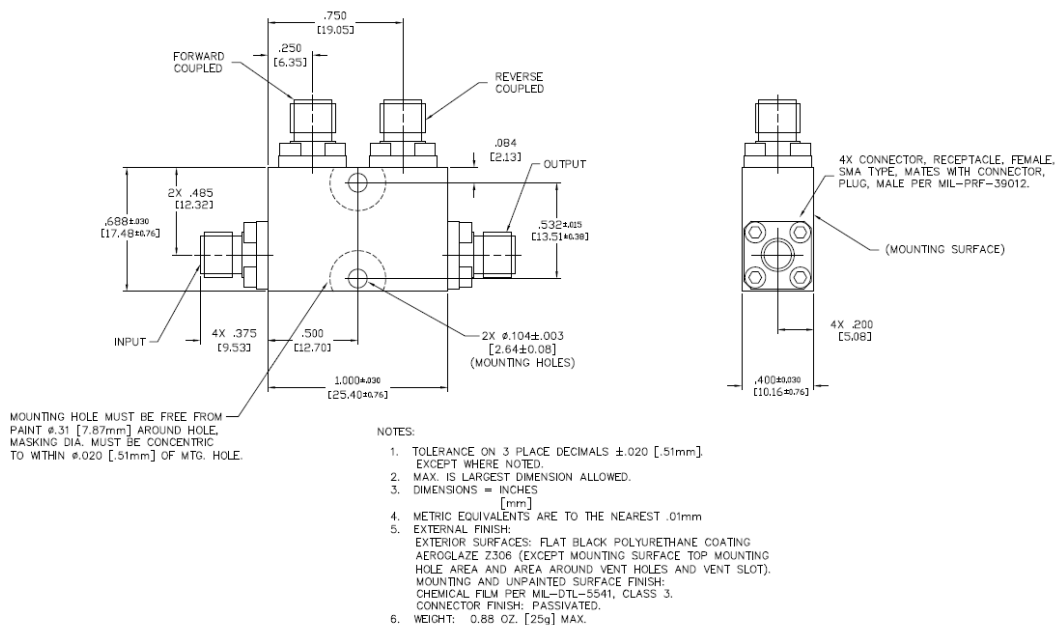 .750
[19.05]
.250
[6.35]
FORWARD
COUPLED
REVERSE
COUPLED
.084
[2.13]
OUTPUT
2X .485
[12.32]
.688±.030
[17.48±0.76]
.532±.015
[13.51±0.38]
INPUT
4X .375
[9.53]
.500
[12.70]
2X ø.104±.003
[2.64±0.08]
(MOUNTING HOLES)
1.000±.030
[25.40±0.76]
4X CONNECTOR, RECEPTACLE, FEMALE,
SMA TYPE, MATES WITH CONNECTOR,
PLUG, MALE PER MIL-PRF-39012.
(MOUNTING SURFACE)
4X .200
[5.08]
.400±0.030
[10.16±0.76]
MOUNTING HOLE MUST BE FREE FROM
PAINT ø.31 [7.87mm] AROUND HOLE,
MASKING DIA. MUST BE CONCENTRIC
TO WITHIN ø.020 [.51mm] OF MTG. HOLE.
NOTES:
1. TOLERANCE ON 3 PLACE DECIMALS ±.020 [.51mm].
EXCEPT WHERE NOTED.
2. MAX. IS LARGEST DIMENSION ALLOWED.
3. DIMENSIONS = INCHES
[mm]
4. METRIC EQUIVALENTS ARE TO THE NEAREST .01mm
5. EXTERNAL FINISH:
EXTERIOR SURFACES: FLAT BLACK POLYURETHANE COATING
AEROGLAZE Z306 (EXCEPT MOUNTING SURFACE TOP MOUNTING
HOLE AREA AND AREA AROUND VENT HOLES AND VENT SLOT).
MOUNTING AND UNPAINTED SURFACE FINISH:
CHEMICAL FILM PER MIL-DTL-5541, CLASS 3.
CONNECTOR FINISH: PASSIVATED.
6. WEIGHT: 0.88 OZ. [25g] MAX.